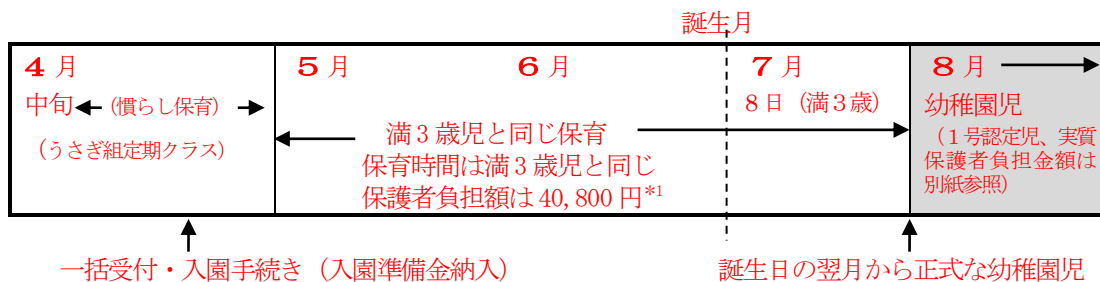 誕生月
４月
５月
６月
７月
８月
中旬 (慣らし保育)
８日（満３歳）
幼稚園児
（うさぎ組定期クラス）
満３歳児と同じ保育
保育時間は満３歳児と同じ
保護者負担額は 40,800 円*1
（１号認定児、実質
保護者負担金額は
別紙参照）
一括受付・入園手続き（入園準備金納入）
誕生日の翌月から正式な幼稚園児